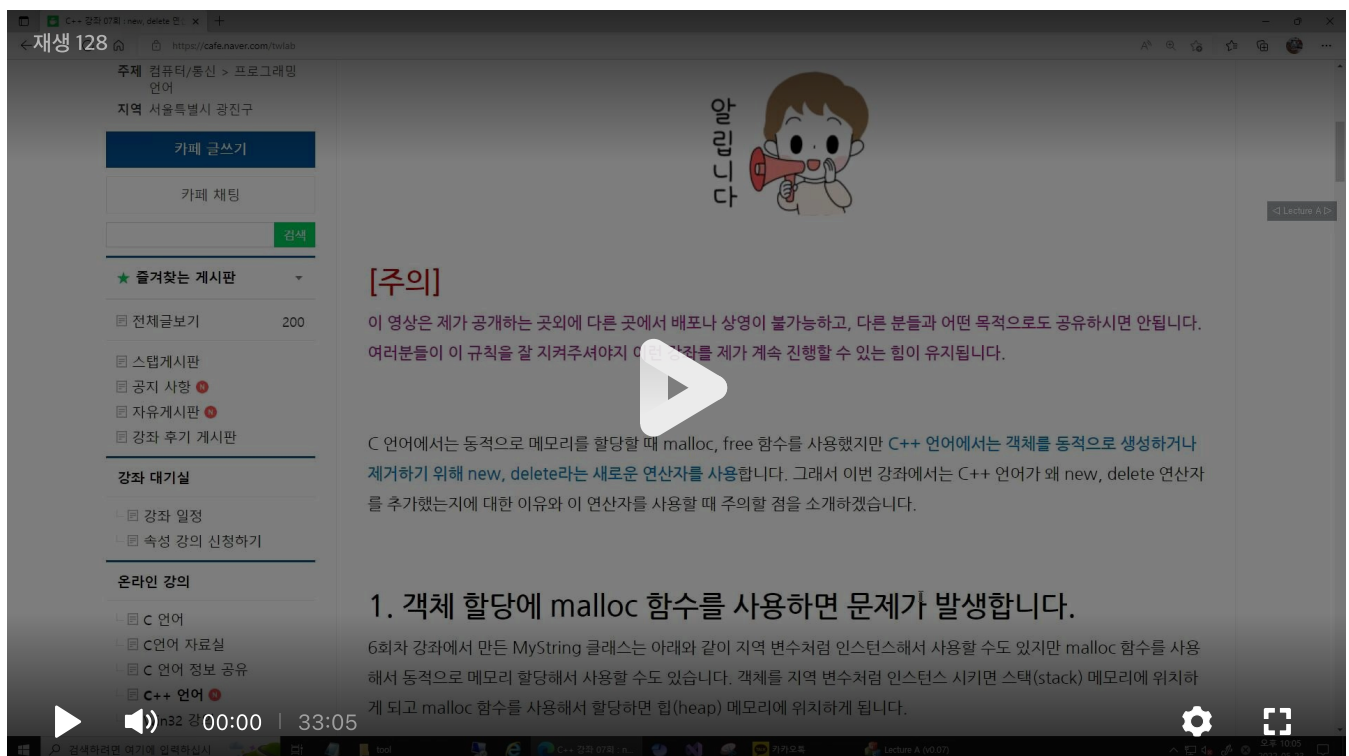 C++ 강좌 07회 : new, delete 연
재생 128
https://cafe.naver.com/twlab
주제 컴퓨터/통신 > 프로그래밍
언어
지역 서울특별시 광진구
카페 글쓰기
카페 채팅
검색
즐겨찾는 게시판
전체글보기 200
스탭게시판
공지 사항 N
자유게시판 N
강좌 후기 게시판
강좌 대기실
강좌 일정
속성 강의 신청하기
온라인 강의
C 언어
C언어 자료실
C 언어 정보 공유
C++ 언어 N
알립니다
Lecture A
[주의]
이 영상은 제가 공개하는 곳외에 다른 곳에서 배포나 상영이 불가능하고, 다른 분들과 어떤 목적으로도 공유하시면 안됩니다.
여러분들이 이 규칙을 잘 지켜주셔야지 이런 강좌를 제가 계속 진행할 수 있는 힘이 유지됩니다.
C 언어에서는 동적으로 메모리를 할당할 때 malloc, free 함수를 사용했지만 C++ 언어에서는 객체를 동적으로 생성하거나
제거하기 위해 new, delete라는 새로운 연산자를 사용합니다. 그래서 이번 강좌에서는 C++ 언어가 왜 new, delete 연산자
를 추가했는지에 대한 이유와 이 연산자를 사용할 때 주의할 점을 소개하겠습니다.
1. 객체 할당에 malloc 함수를 사용하면 문제가 발생합니다.
6회차 강좌에서 만든 MyString 클래스는 아래와 같이 지역 변수처럼 인스턴스해서 사용할 수도 있지만 malloc 함수를 사용
해서 동적으로 메모리 할당해서 사용할 수도 있습니다. 객체를 지역 변수처럼 인스턴스 시키면 스택(stack) 메모리에 위치하
게 되고 malloc 함수를 사용해서 할당하면 힙(heap) 메모리에 위치하게 됩니다.
00:00 | 33:05
검색하려면 여기에 입력하십시
tool
C++ 강좌 07회 : n...
카카오톡
Lecture A (v0.07)
오후 10:05